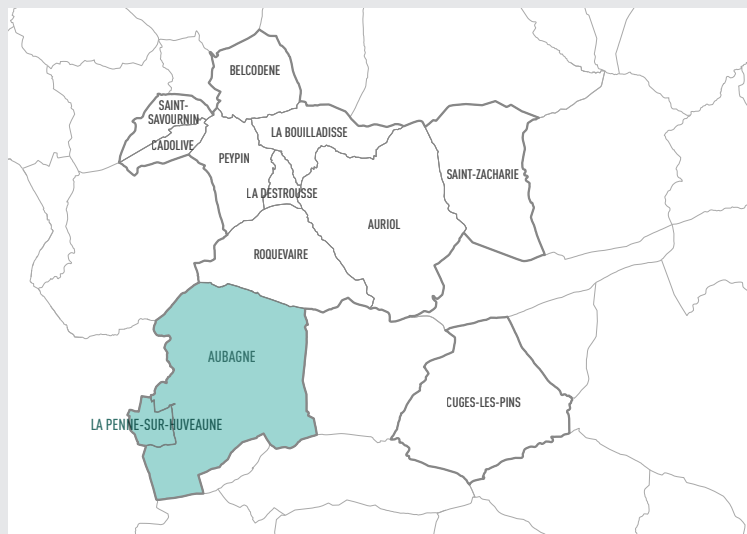 BELCODENE
SAINT-
SAVOURNIN
CADOLIVE
LA BOUILLADISSE
PEYPIN
SAINT-ZACHARIE
LA DESTROUSSE
AURIOL
ROQUEVAIRE
AUBAGNE
CUGES-LES-PINS
LA PENNE-SUR-HUVEAUNE